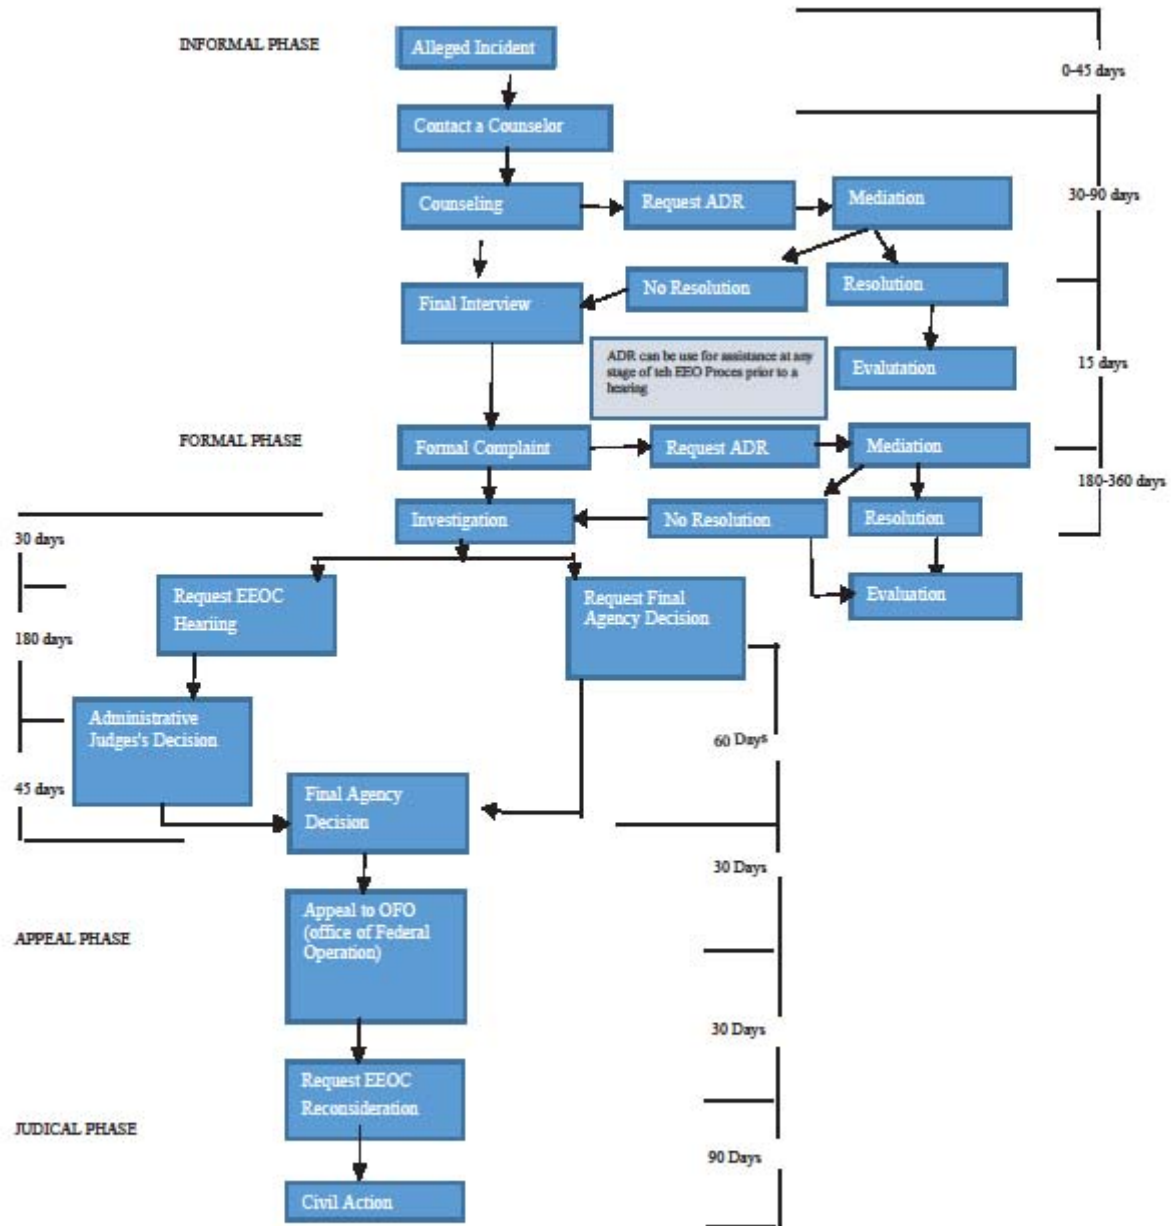 INFORMAL PHASE
Alleged Incident
0-45 days
Contact a Counselor
Counseling
Request ADR
Mediation
30-90 days
No Resolution
Resolution
Final Interview
ADR can be use for assistance at any
stage of teh EEO Proces prior to a
hearing
Evalutation
15 days
FORMAL PHASE
Formal Complaint
Request ADR
Mediation
180-360 days
Investigation
No Resolution
Resolution
30 days
Request EEOC
Heariing
Request Final
Agency Decision
Evaluation
180 days
Administrative
Judges's Decision
60 Days
45 days
Final Agency
Decision
30 Days
Appeal to OFO
(office of Federal
Operation)
APPEAL PHASE
30 Days
Request EEOC
Reconsideration
JUDICAL PHASE
90 Days
Civil Action